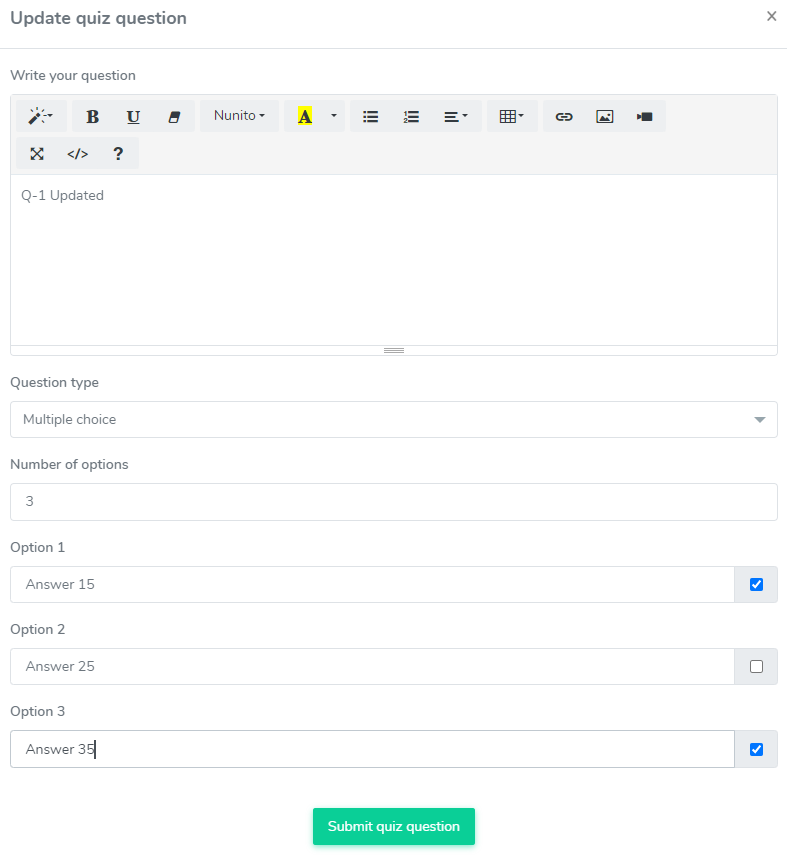 Update quiz question ×
Write your question
B U Nunito A
</> ?
Q-1 Updated
Question type
Multiple choice
Number of options
3
Option 1
Answer 15
Option 2
Answer 25
Option 3
Answer 35
Submit quiz question